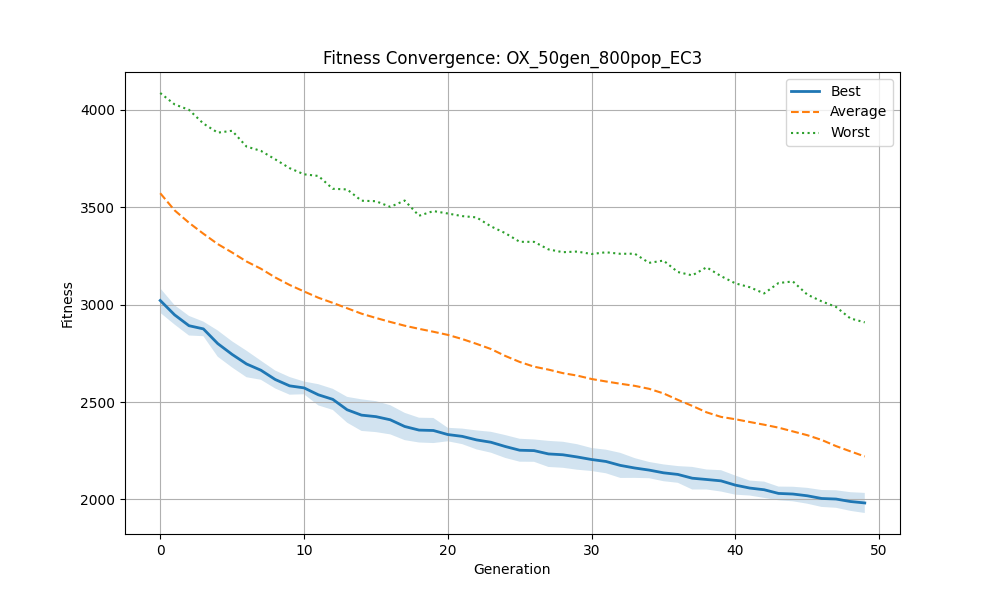 Fitness Convergence: OX_50gen_800pop_EC3
Best
Average
Worst
4000
3500
3000
2500
2000
Fitness
0 10 20 30 40 50
Generation